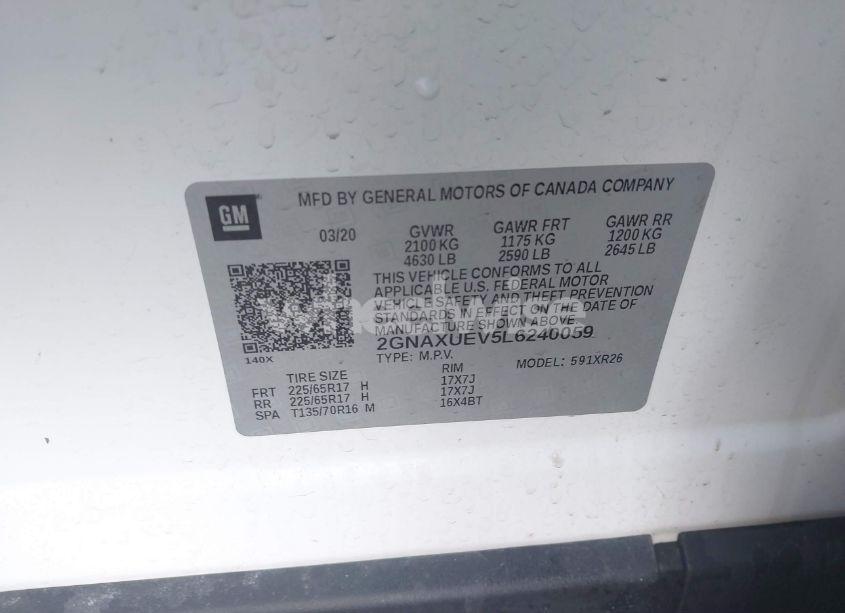 GM
MFD BY GENERAL MOTORS OF CANADA COMPANY
03/20 GVWR GAWR FRT GAWR RR
2100 KG 1175 KG 1200 KG
4630 LB 2590 LB 2645 LB
THIS VEHICLE CONFORMS TO ALL
APPLICABLE U.S. FEDERAL MOTOR
VEHICLE SAFETY AND THEFT PREVENTION
STANDARDS IN EFFECT ON THE DATE OF
MANUFACTURE SHOWN ABOVE.
2GNAXUEV5L6240059
140X
TYPE: M.P.V. MODEL: 591XR26
TIRE SIZE RIM
FRT 225/65R17 H 17X7J
RR 225/65R17 H 17X7J
SPA T135/70R16 M 16X4BT